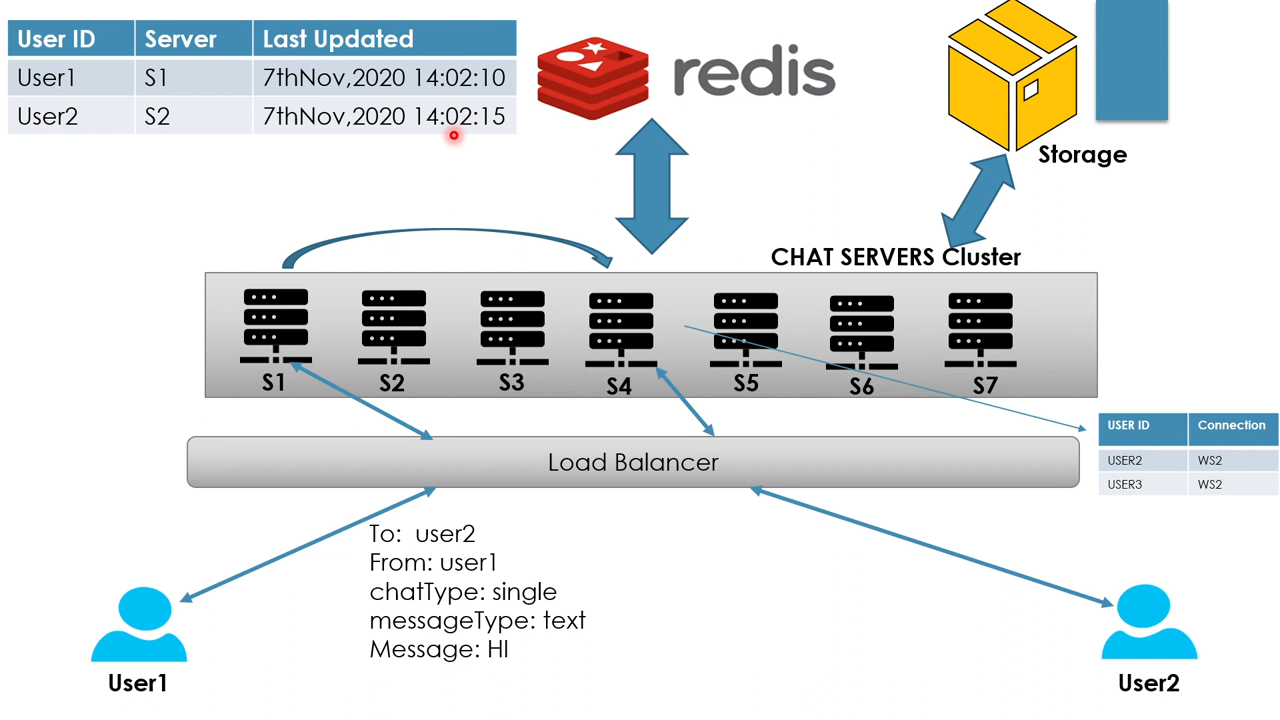 User ID Server Last Updated
User1 S1 7thNov,2020 14:02:10
User2 S2 7thNov,2020 14:02:15
redis
Storage
CHAT SERVERS Cluster
S1 S2 S3 S4 S5 S6 S7
USER ID Connection
USER2 WS2
USER3 WS2
Load Balancer
To:  user2
From: user1
chatType: single
messageType: text
Message: HI
User1
User2